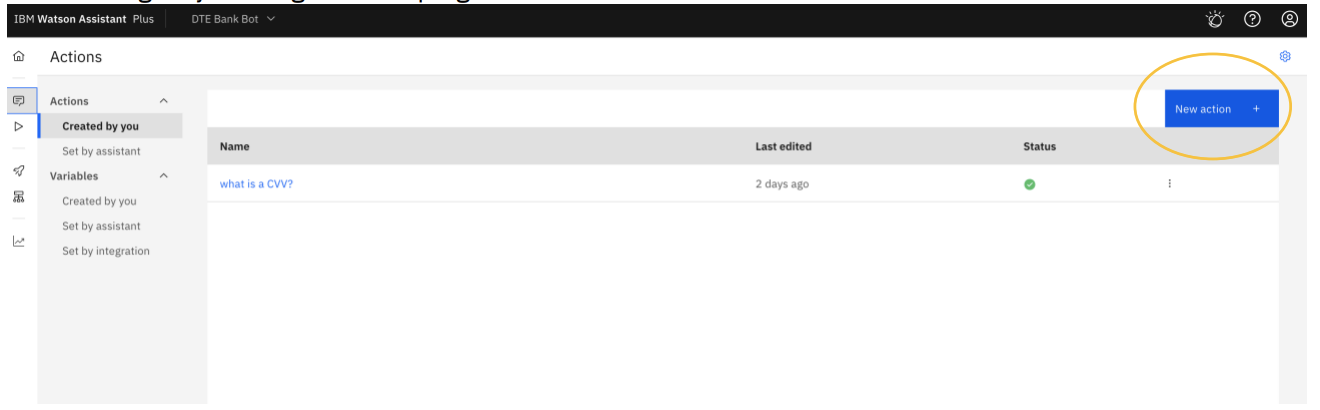 IBM Watson Assistant Plus DTE Bank Bot
Actions
Actions
Created by you
Set by assistant
Variables
Created by you
Set by assistant
Set by integration
New action +
Name Last edited Status
what is a CVV? 2 days ago